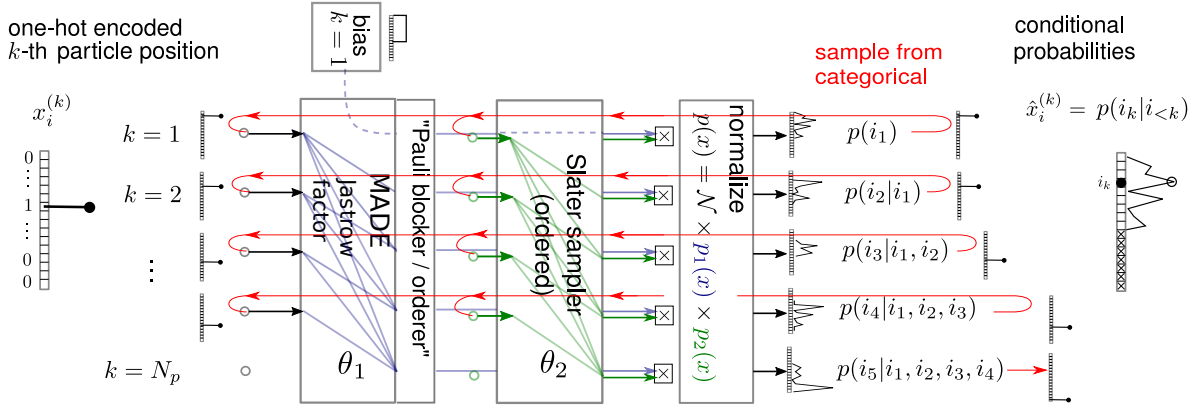 one-hot encoded
k-th particle position
x_i^{(k)}
0
0
1
0
0
k = 1
k = 2
...
k = N_p
bias
k = 1
MADE
Jastrow
factor
θ_1
"Pauli blocker / orderer"
Slater sampler
(ordered)
θ_2
×
×
×
×
×
normalize
p(x) = 𝒩 × p_1(x) × p_2(x)
sample from
categorical
p(i_1)
p(i_2|i_1)
p(i_3|i_1, i_2)
p(i_4|i_1, i_2, i_3)
p(i_5|i_1, i_2, i_3, i_4)
conditional
probabilities
x̂_i^{(k)} = p(i_k|i_{<k})
i_k